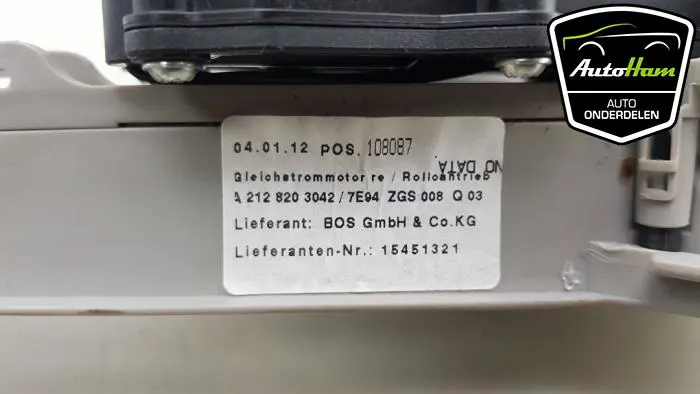 AutoHam
AUTO
ONDERDELEN
04.01.12 POS. 108087
NO DATA
Gleichstrommotor re / Rolloantrieb
A 212 820 3042 / 7E94 ZGS 008 Q 03
Lieferant: BOS GmbH & Co.KG
Lieferanten-Nr.: 15451321